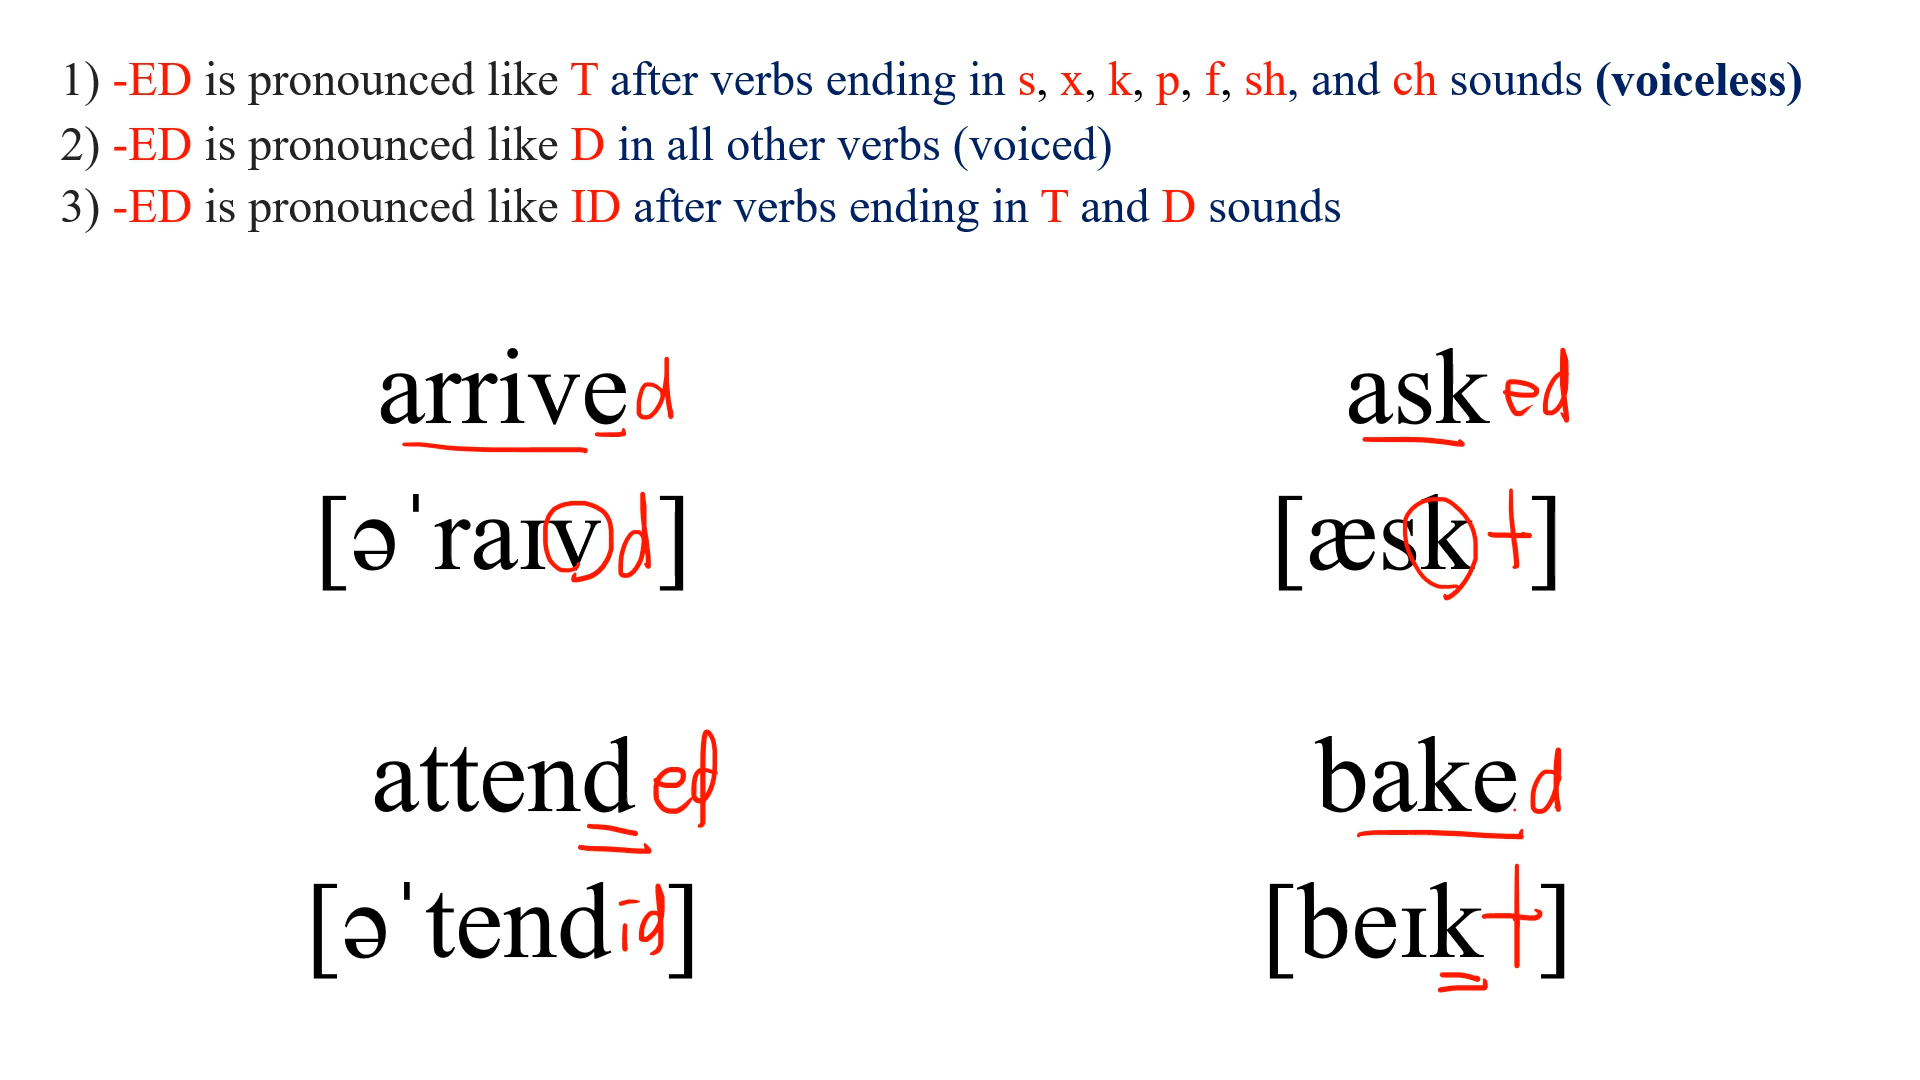 1) -ED is pronounced like T after verbs ending in s, x, k, p, f, sh, and ch sounds (voiceless)
2) -ED is pronounced like D in all other verbs (voiced)
3) -ED is pronounced like ID after verbs ending in T and D sounds
arrived
asked
[əˈraɪvd]
[æskt]
attended
baked
[əˈtendid]
[beɪkt]